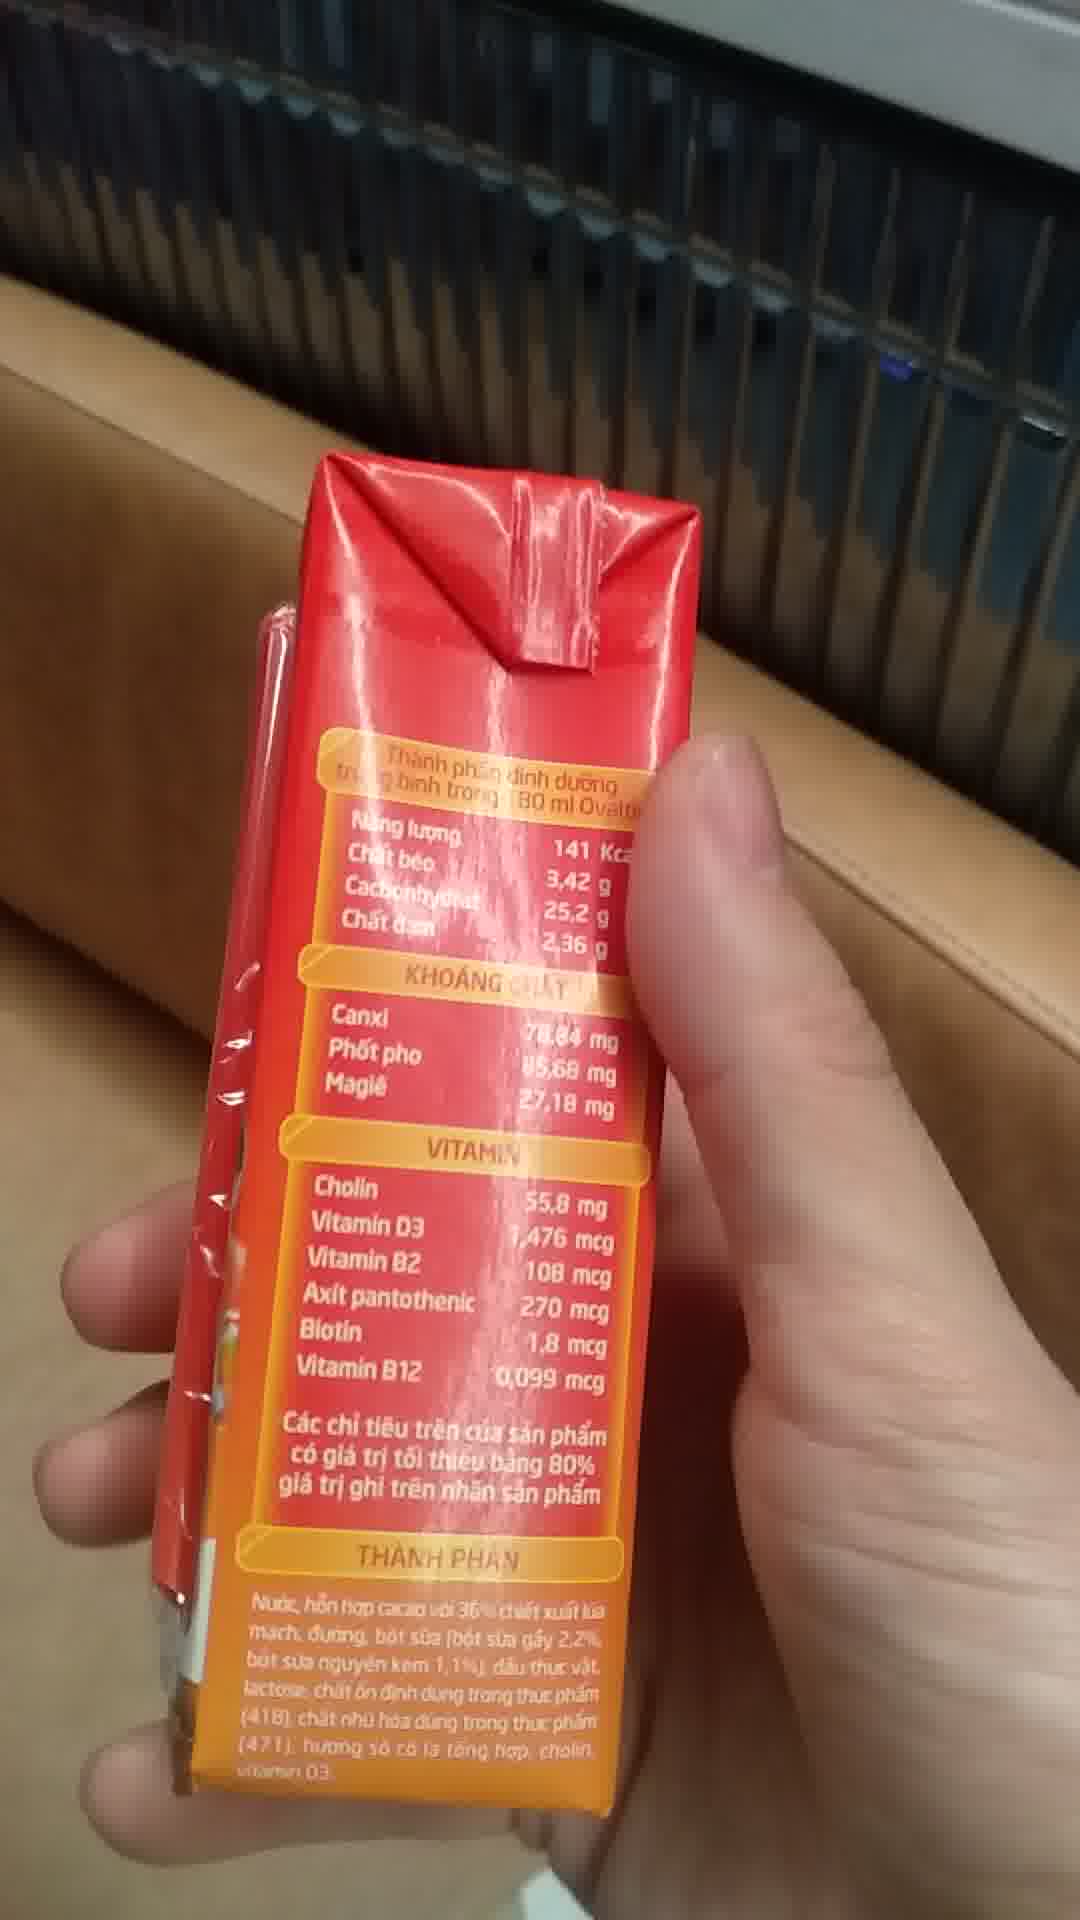 Thành phần dinh dưỡng
trung bình trong 180 ml Ovalti
Năng lượng 141 Kca
Chất béo 3,42 g
Cacbonhydrat 25,2 g
Chất đạm 2,36 g
KHOÁNG CHẤT
Canxi 78,84 mg
Phốt pho 85,68 mg
Magiê 27,18 mg
VITAMIN
Cholin 55,8 mg
Vitamin D3 1,476 mcg
Vitamin B2 108 mcg
Axít pantothenic 270 mcg
Biotin 1,8 mcg
Vitamin B12 0,099 mcg
Các chỉ tiêu trên của sản phẩm
có giá trị tối thiểu bằng 80%
giá trị ghi trên nhãn sản phẩm
THÀNH PHẦN
Nước, hỗn hợp cacao với 36% chiết xuất lúa
mạch, đường, bột sữa (bột sữa gầy 2,2%,
bột sữa nguyên kem 1,1%), dầu thực vật,
lactose, chất ổn định dùng trong thực phẩm
(418), chất nhũ hóa dùng trong thực phẩm
(471), hương sô cô la tổng hợp, cholin,
vitamin D3.